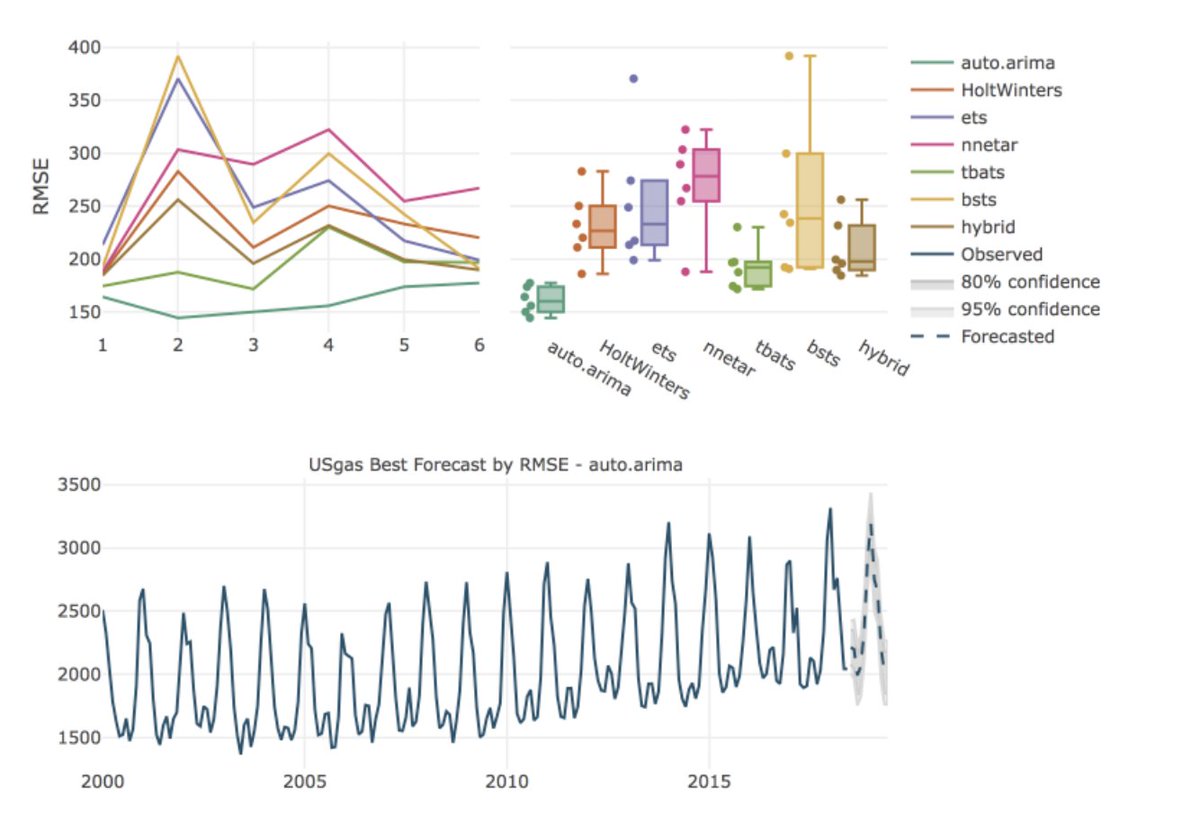 400
350
300
250
200
150
RMSE
1 2 3 4 5 6
auto.arima
HoltWinters
ets
nnetar
tbats
bsts
hybrid
auto.arima
HoltWinters
ets
nnetar
tbats
bsts
hybrid
Observed
80% confidence
95% confidence
Forecasted
USgas Best Forecast by RMSE - auto.arima
3500
3000
2500
2000
1500
2000 2005 2010 2015